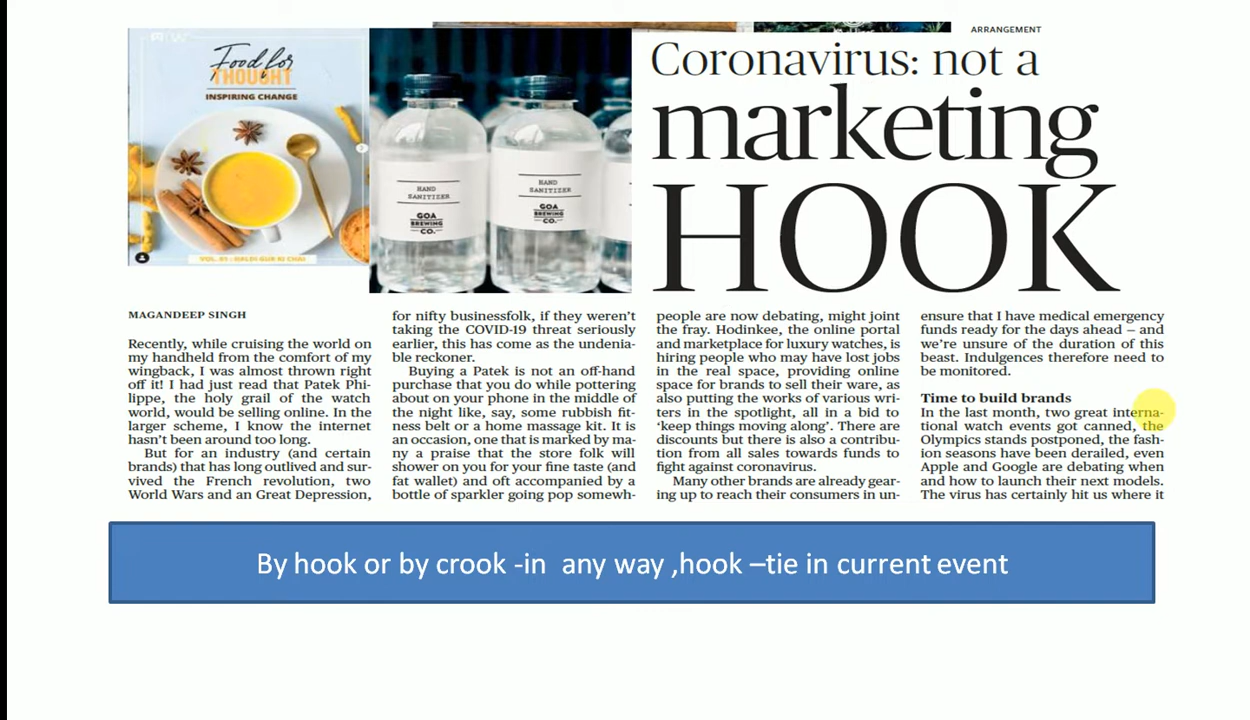 ARRANGEMENT
Food for
THOUGHT
INSPIRING CHANGE
VOL. 01 : HALDI GUR KI CHAI
HAND
SANITIZER
GOA
BREWING
CO.
HAND
SANITIZER
GOA
BREWING
CO.
Coronavirus: not a
marketing
HOOK
MAGANDEEP SINGH
Recently, while cruising the world on
my handheld from the comfort of my
wingback, I was almost thrown right
off it! I had just read that Patek Phi-
lippe, the holy grail of the watch
world, would be selling online. In the
larger scheme, I know the internet
hasn't been around too long.
But for an industry (and certain
brands) that has long outlived and sur-
vived the French revolution, two
World Wars and an Great Depression,
for nifty businessfolk, if they weren't
taking the COVID-19 threat seriously
earlier, this has come as the undenia-
ble reckoner.
Buying a Patek is not an off-hand
purchase that you do while pottering
about on your phone in the middle of
the night like, say, some rubbish fit-
ness belt or a home massage kit. It is
an occasion, one that is marked by ma-
ny a praise that the store folk will
shower on you for your fine taste (and
fat wallet) and oft accompanied by a
bottle of sparkler going pop somewh-
people are now debating, might joint
the fray. Hodinkee, the online portal
and marketplace for luxury watches, is
hiring people who may have lost jobs
in the real space, providing online
space for brands to sell their ware, as
also putting the works of various wri-
ters in the spotlight, all in a bid to
'keep things moving along'. There are
discounts but there is also a contribu-
tion from all sales towards funds to
fight against coronavirus.
Many other brands are already gear-
ing up to reach their consumers in un-
ensure that I have medical emergency
funds ready for the days ahead – and
we're unsure of the duration of this
beast. Indulgences therefore need to
be monitored.
Time to build brands
In the last month, two great interna-
tional watch events got canned, the
Olympics stands postponed, the fash-
ion seasons have been derailed, even
Apple and Google are debating when
and how to launch their next models.
The virus has certainly hit us where it
By hook or by crook -in any way ,hook –tie in current event